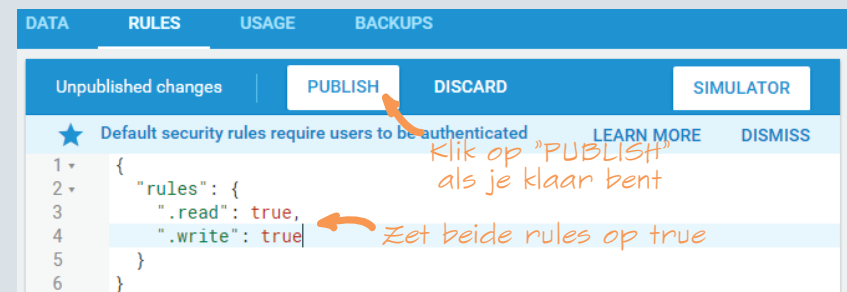 DATA RULES USAGE BACKUPS
Unpublished changes PUBLISH DISCARD SIMULATOR
Default security rules require users to be authenticated LEARN MORE DISMISS
Klik op "PUBLISH"
als je klaar bent
1 {
2 "rules": {
3 ".read": true,
4 ".write": true
Zet beide rules op true
5 }
6 }